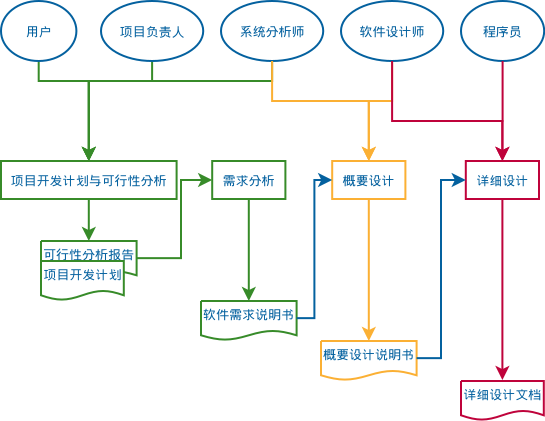 用户
项目负责人
系统分析师
软件设计师
程序员
项目开发计划与可行性分析
需求分析
概要设计
详细设计
可行性分析报告
项目开发计划
软件需求说明书
概要设计说明书
详细设计文档